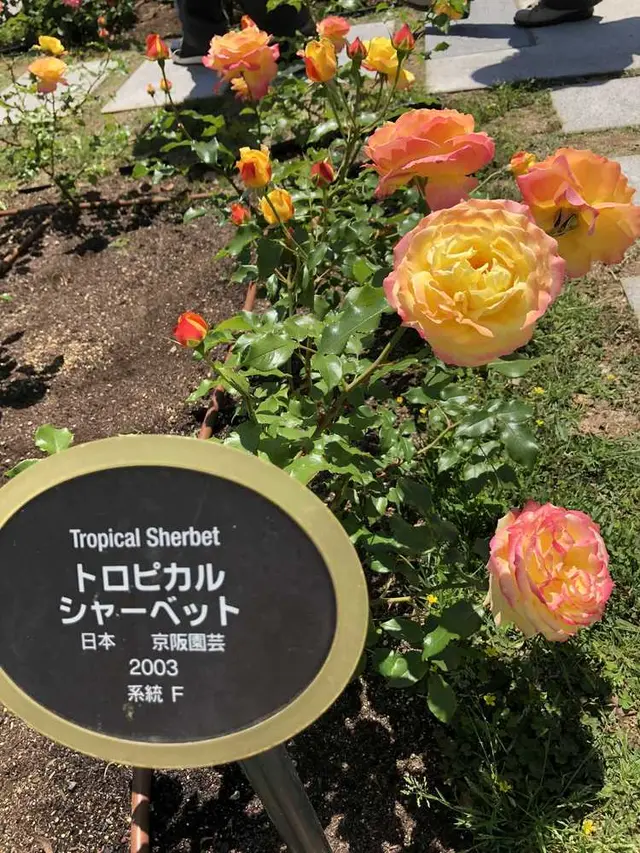 Tropical Sherbet
トロピカル
シャーベット
日本 京阪園芸
2003
系統 F